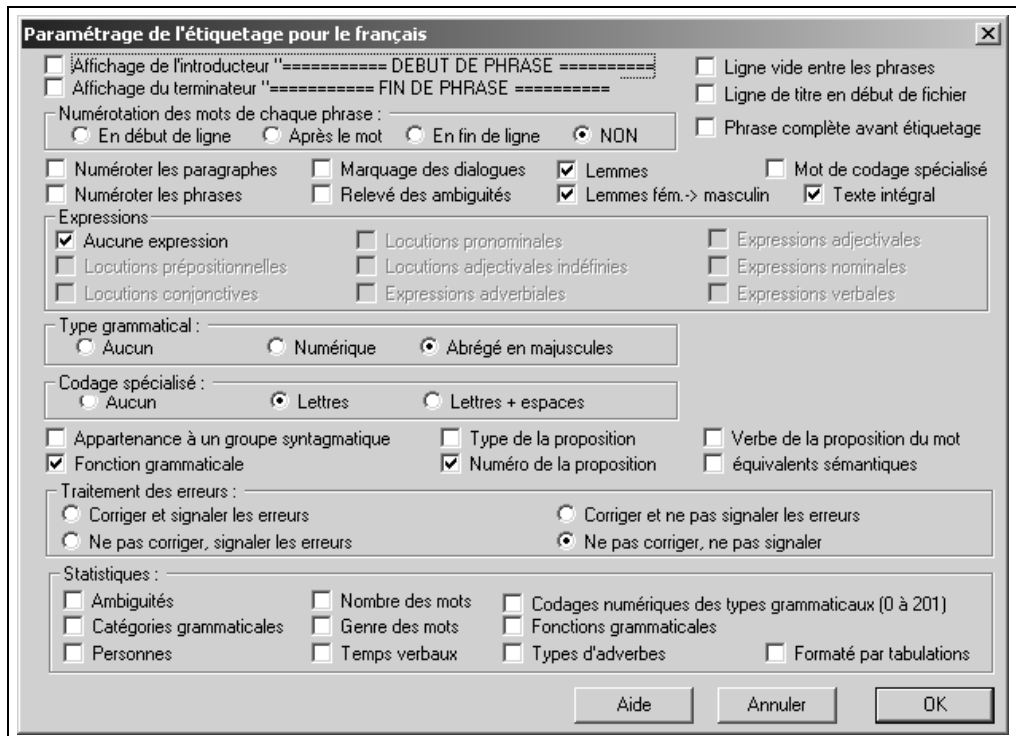 Paramétrage de l'étiquetage pour le français
Affichage de l'introducteur "=========== DEBUT DE PHRASE ==========
Ligne vide entre les phrases
Affichage du terminateur "=========== FIN DE PHRASE ==========
Ligne de titre en début de fichier
Numérotation des mots de chaque phrase :
En début de ligne Après le mot En fin de ligne NON
Phrase complète avant étiquetage
Numéroter les paragraphes Marquage des dialogues Lemmes Mot de codage spécialisé
Numéroter les phrases Relevé des ambiguités Lemmes fém.-> masculin Texte intégral
Expressions
Aucune expression Locutions pronominales Expressions adjectivales
Locutions prépositionnelles Locutions adjectivales indéfinies Expressions nominales
Locutions conjonctives Expressions adverbiales Expressions verbales
Type grammatical :
Aucun Numérique Abrégé en majuscules
Codage spécialisé :
Aucun Lettres Lettres + espaces
Appartenance à un groupe syntagmatique Type de la proposition Verbe de la proposition du mot
Fonction grammaticale Numéro de la proposition équivalents sémantiques
Traitement des erreurs :
Corriger et signaler les erreurs Corriger et ne pas signaler les erreurs
Ne pas corriger, signaler les erreurs Ne pas corriger, ne pas signaler
Statistiques :
Ambiguités Nombre des mots Codages numériques des types grammaticaux (0 à 201)
Catégories grammaticales Genre des mots Fonctions grammaticales
Personnes Temps verbaux Types d'adverbes Formaté par tabulations
Aide Annuler OK